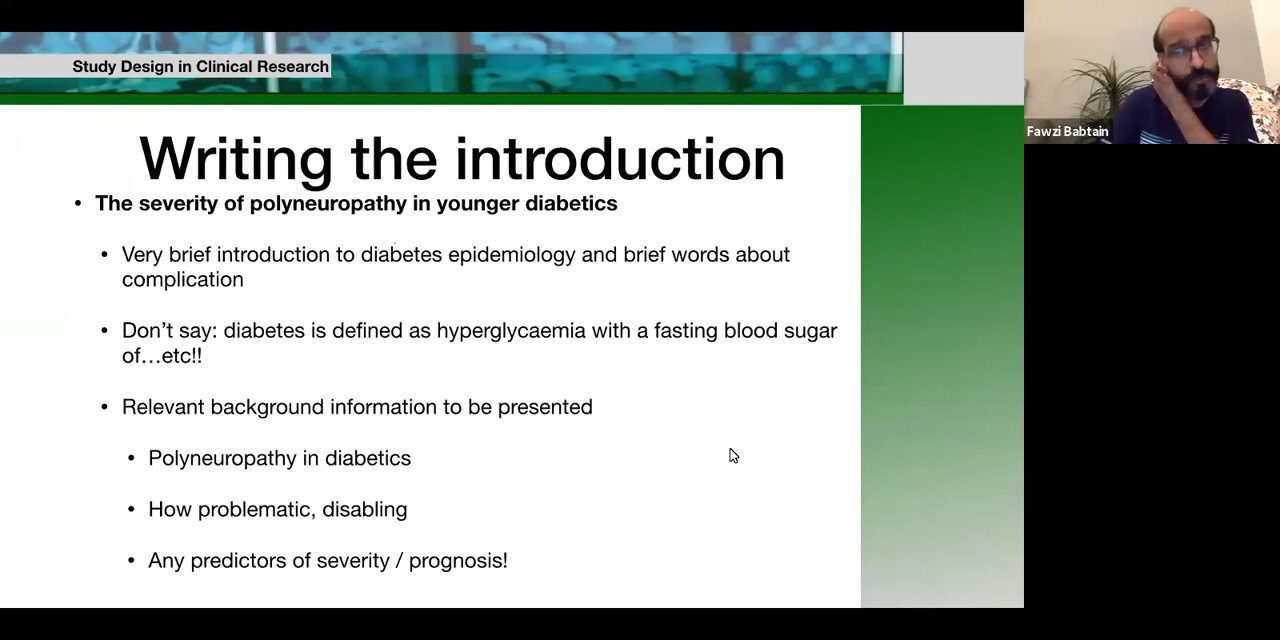 Study Design in Clinical Research
Fawzi Babtain
Writing the introduction
• The severity of polyneuropathy in younger diabetics
• Very brief introduction to diabetes epidemiology and brief words about
complication
• Don’t say: diabetes is defined as hyperglycaemia with a fasting blood sugar
of…etc!!
• Relevant background information to be presented
• Polyneuropathy in diabetics
• How problematic, disabling
• Any predictors of severity / prognosis!